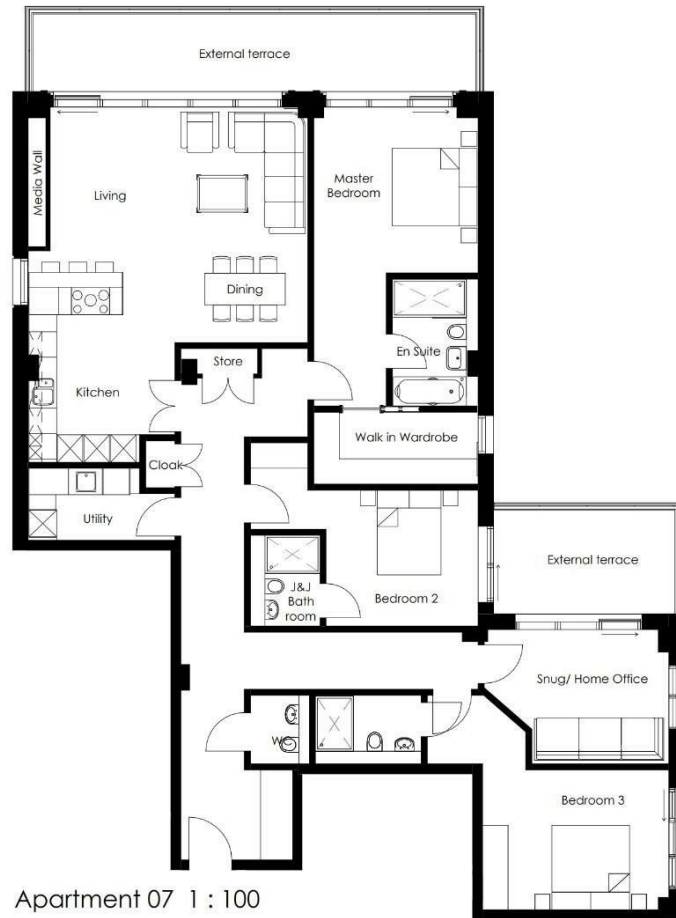 External terrace
Media Wall
Living
Master
Bedroom
Dining
En Suite
Store
Kitchen
Walk in Wardrobe
Cloak
Utility
External terrace
J&J
Bath
room
Bedroom 2
Snug/ Home Office
W
Bedroom 3
Apartment 07 1 : 100